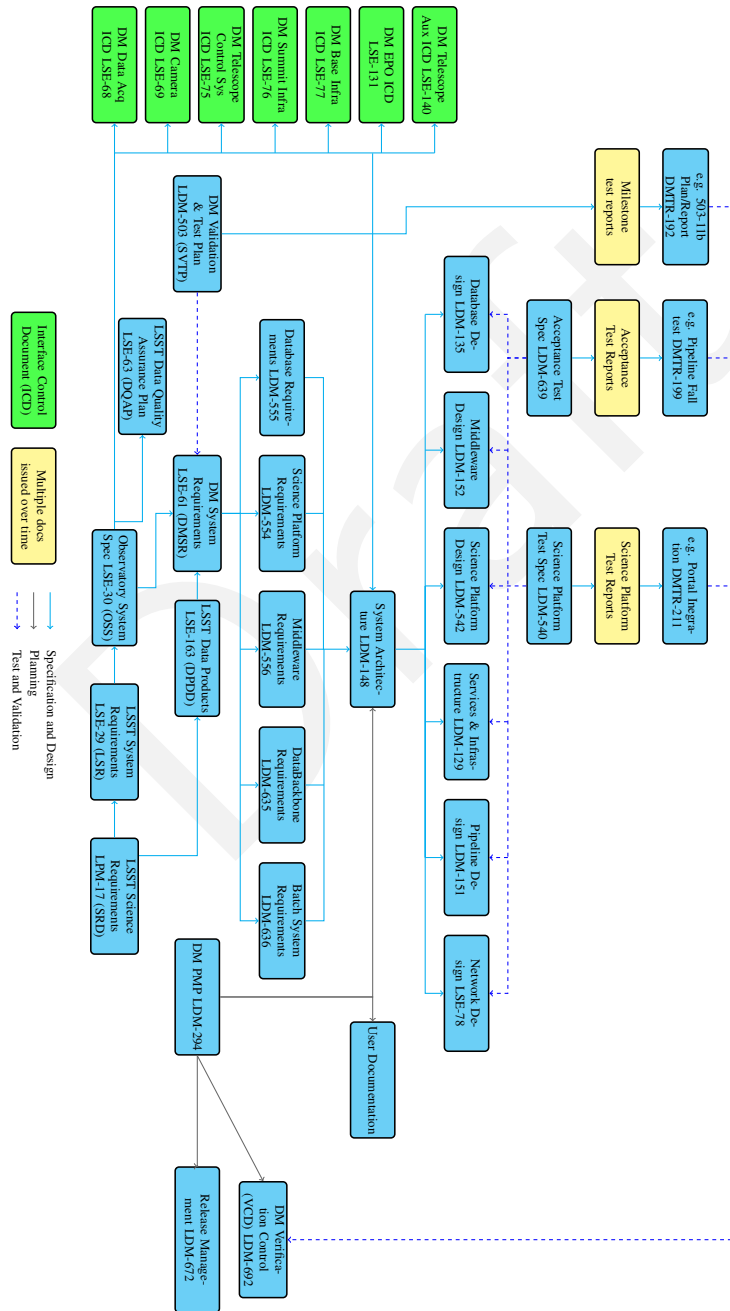 Draft
e.g. 503-11b
Plan/Report
DMTR-192
e.g. Pipeline Fall
test DMTR-199
e.g. Portal Inegra-
tion DMTR-211
Milestone
test reports
Acceptance
Test Reports
Science Platform
Test Reports
Acceptance Test
Spec LDM-639
Science Platform
Test Spec LDM-540
Database De-
sign LDM-135
Middleware
Design LDM-152
Science Platform
Design LDM-542
Services & Infras-
tructure LDM-129
Pipeline De-
sign LDM-151
Network De-
sign LSE-78
DM Telescope
Aux ICD LSE-140
DM EPO ICD
LSE-131
DM Base Infra
ICD LSE-77
DM Summit Infra
ICD LSE-76
DM Telescope
Control Sys
ICD LSE-75
DM Camera
ICD LSE-69
DM Data Acq
ICD LSE-68
System Architec-
ture LDM-148
User Documentation
Database Require-
ments LDM-555
Science Platform
Requirements
LDM-554
Middleware
Requirements
LDM-556
DataBackbone
Requirements
LDM-635
Batch System
Requirements
LDM-636
DM Verifica-
tion Control
(VCD) LDM-692
DM Validation
& Test Plan
LDM-503 (SVTP)
DM System
Requirements
LSE-61 (DMSR)
LSST Data Products
LSE-163 (DPDD)
DM PMP LDM-294
Release Manage-
ment LDM-672
LSST Data Quality
Assurance Plan
LSE-63 (DQAP)
Observatory System
Spec LSE-30 (OSS)
LSST System
Requirements
LSE-29 (LSR)
LSST Science
Requirements
LPM-17 (SRD)
Interface Control
Document (ICD)
Multiple docs
issued over time
Specification and Design
Planning
Test and Validation